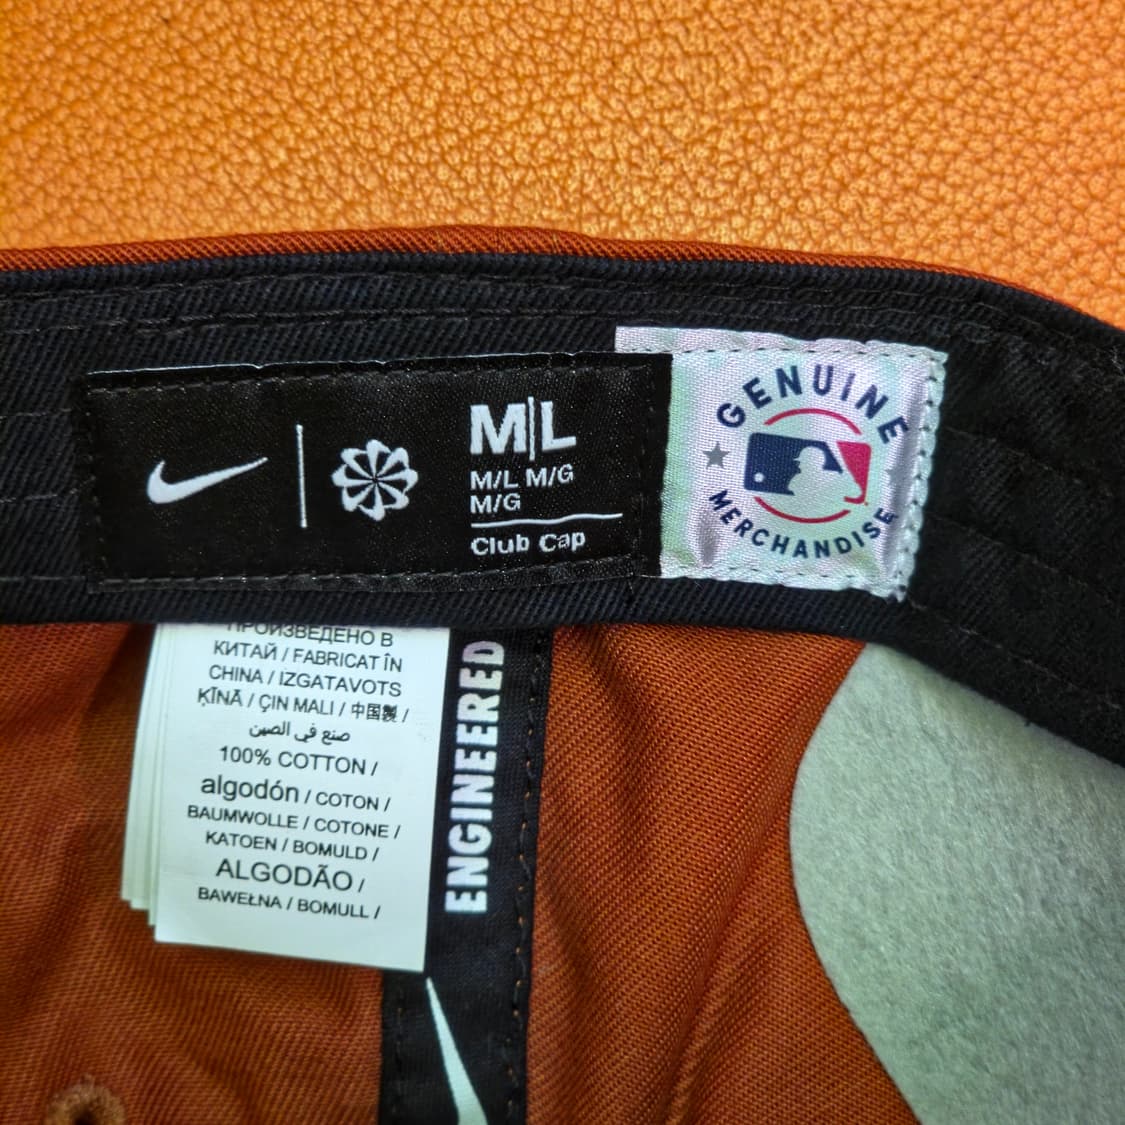 M|L
M/L M/G
M/G
Club Cap
GENUINE
MERCHANDISE
ПРОИЗВЕДЕНО В
КИТАЙ / FABRICAT ÎN
CHINA / IZGATAVOTS
ĶĪNĀ / ÇIN MALI / 中国製 /
صنع في الصين
100% COTTON /
algodón / COTON /
BAUMWOLLE / COTONE /
KATOEN / BOMULD /
ALGODÃO /
BAWEŁNA / BOMULL /
ENGINEERED